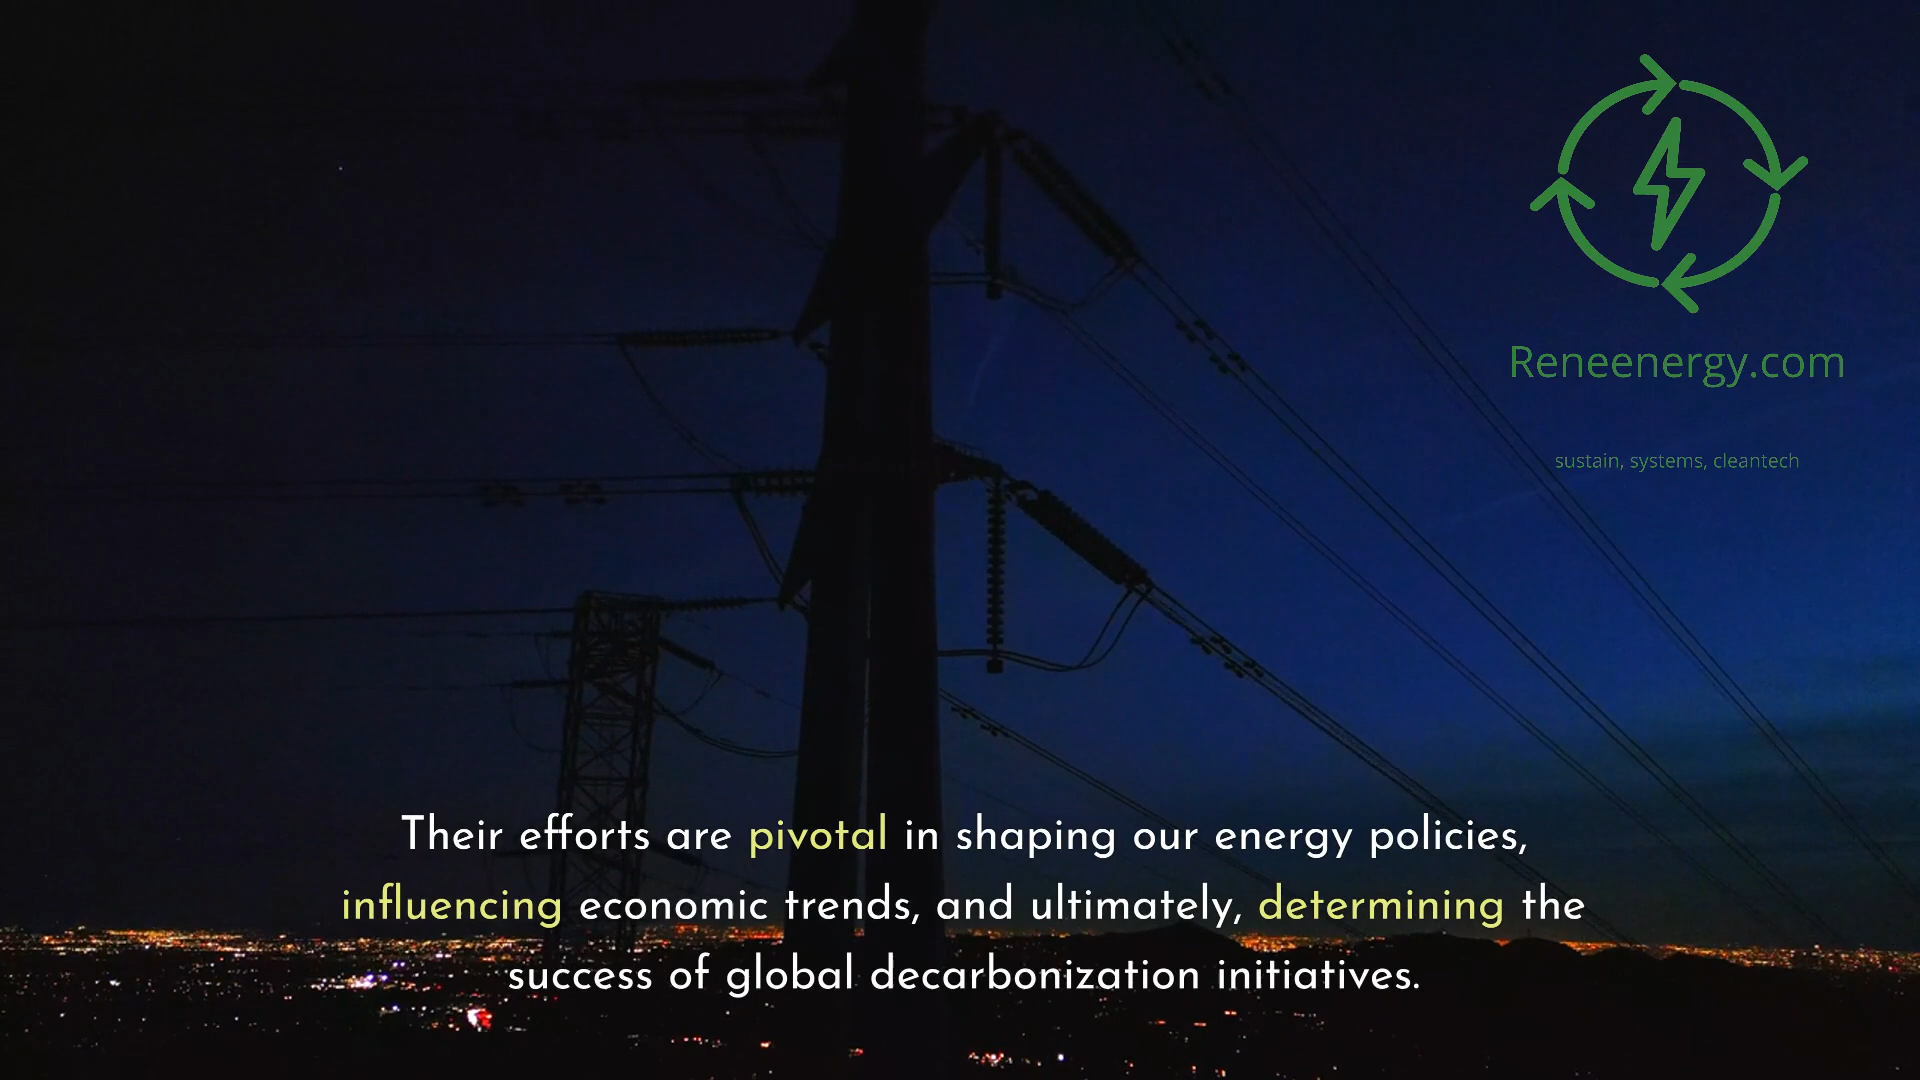 Reneenergy.com
sustain, systems, cleantech
Their efforts are pivotal in shaping our energy policies,
influencing economic trends, and ultimately, determining the
success of global decarbonization initiatives.